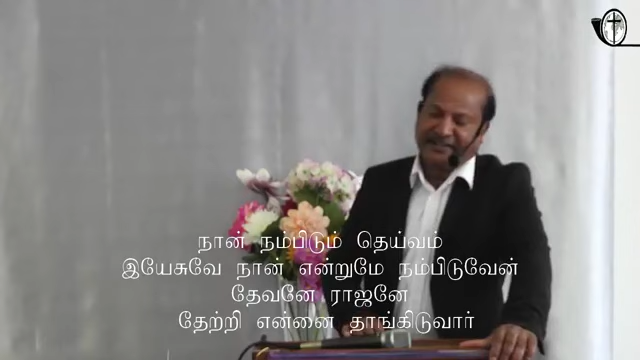 நான் நம்பிடும் தெய்வம்
இயேசுவே நான் என்றுமே நம்பிடுவேன்
தேவனே ராஜனே
தேற்றி என்னை தாங்கிடுவார்